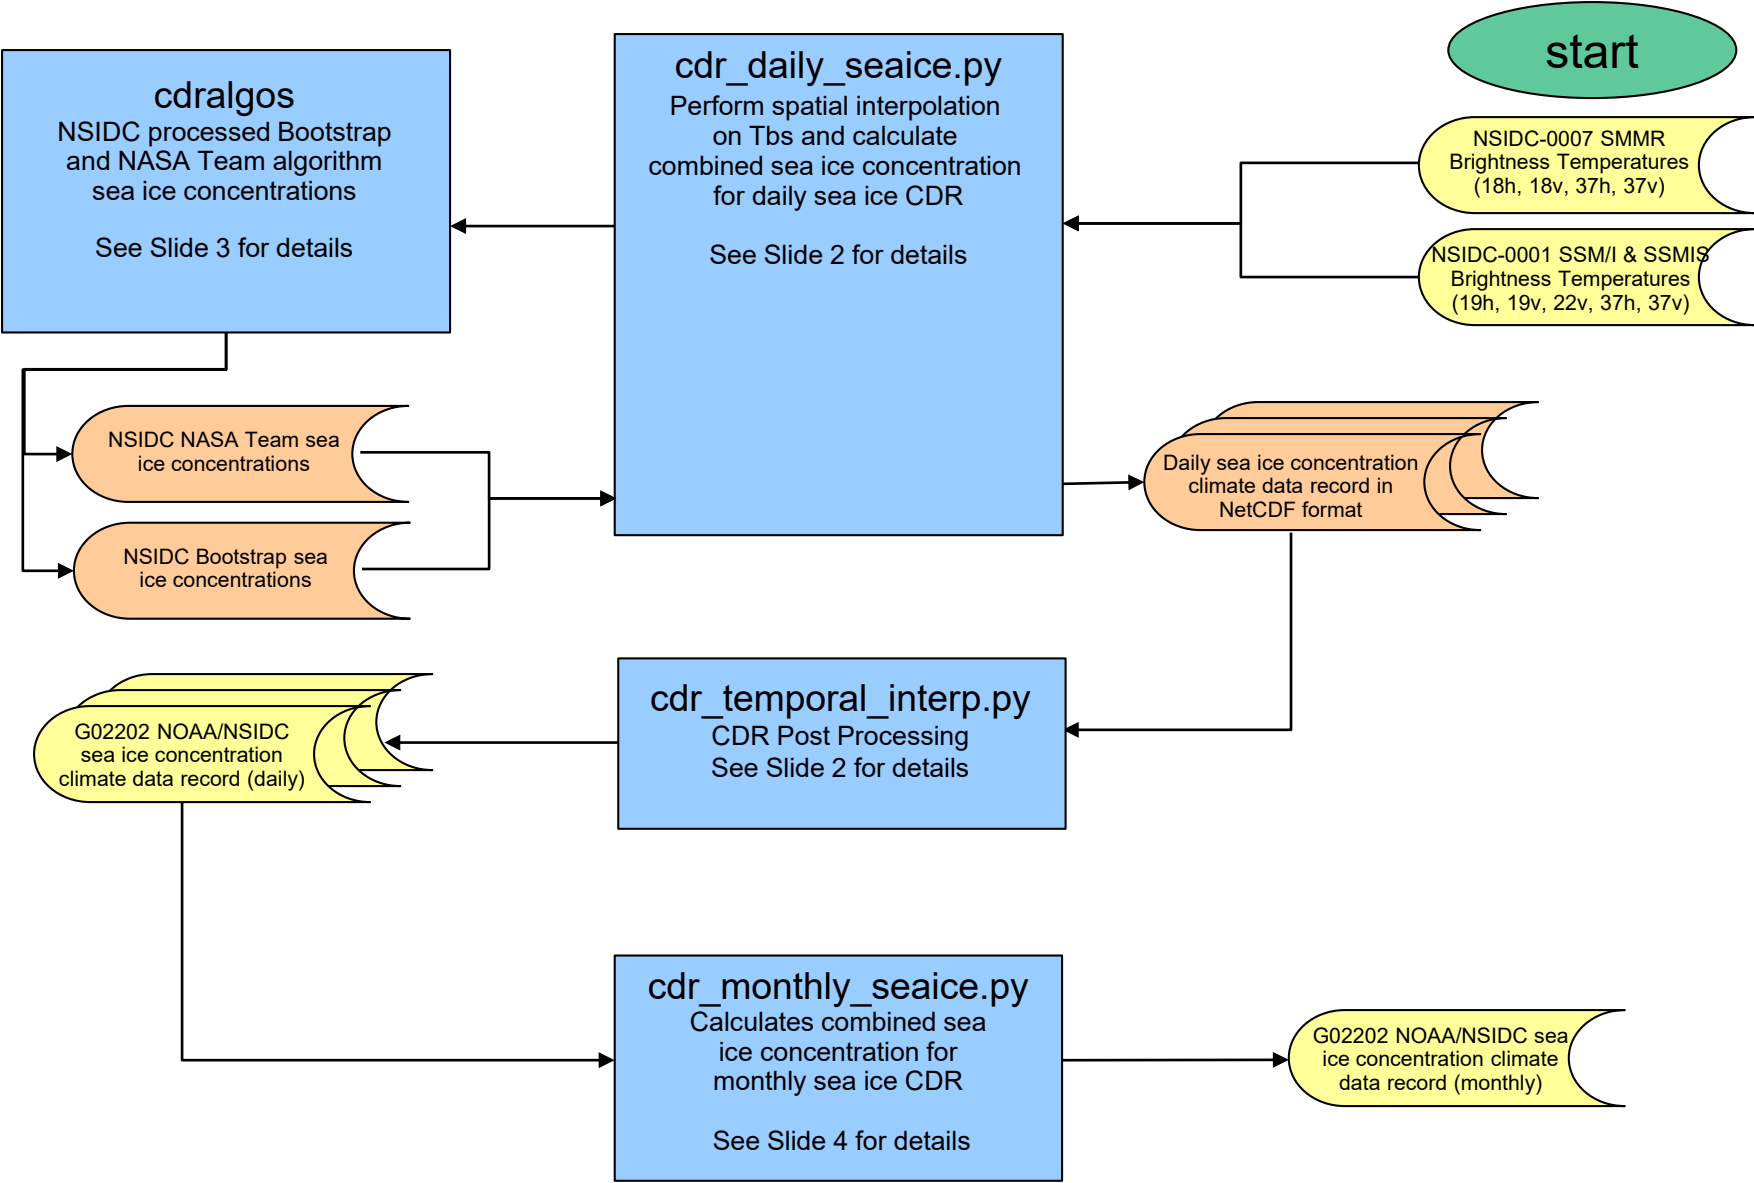 start
NSIDC-0007 SMMR
Brightness Temperatures
(18h, 18v, 37h, 37v)
NSIDC-0001 SSM/I & SSMIS
Brightness Temperatures
(19h, 19v, 22v, 37h, 37v)
cdr_daily_seaice.py
Perform spatial interpolation
on Tbs and calculate
combined sea ice concentration
for daily sea ice CDR
See Slide 2 for details
cdralgos
NSIDC processed Bootstrap
and NASA Team algorithm
sea ice concentrations
See Slide 3 for details
NSIDC NASA Team sea
ice concentrations
NSIDC Bootstrap sea
ice concentrations
Daily sea ice concentration
climate data record in
NetCDF format
cdr_temporal_interp.py
CDR Post Processing
See Slide 2 for details
G02202 NOAA/NSIDC
sea ice concentration
climate data record (daily)
cdr_monthly_seaice.py
Calculates combined sea
ice concentration for
monthly sea ice CDR
See Slide 4 for details
G02202 NOAA/NSIDC sea
ice concentration climate
data record (monthly)